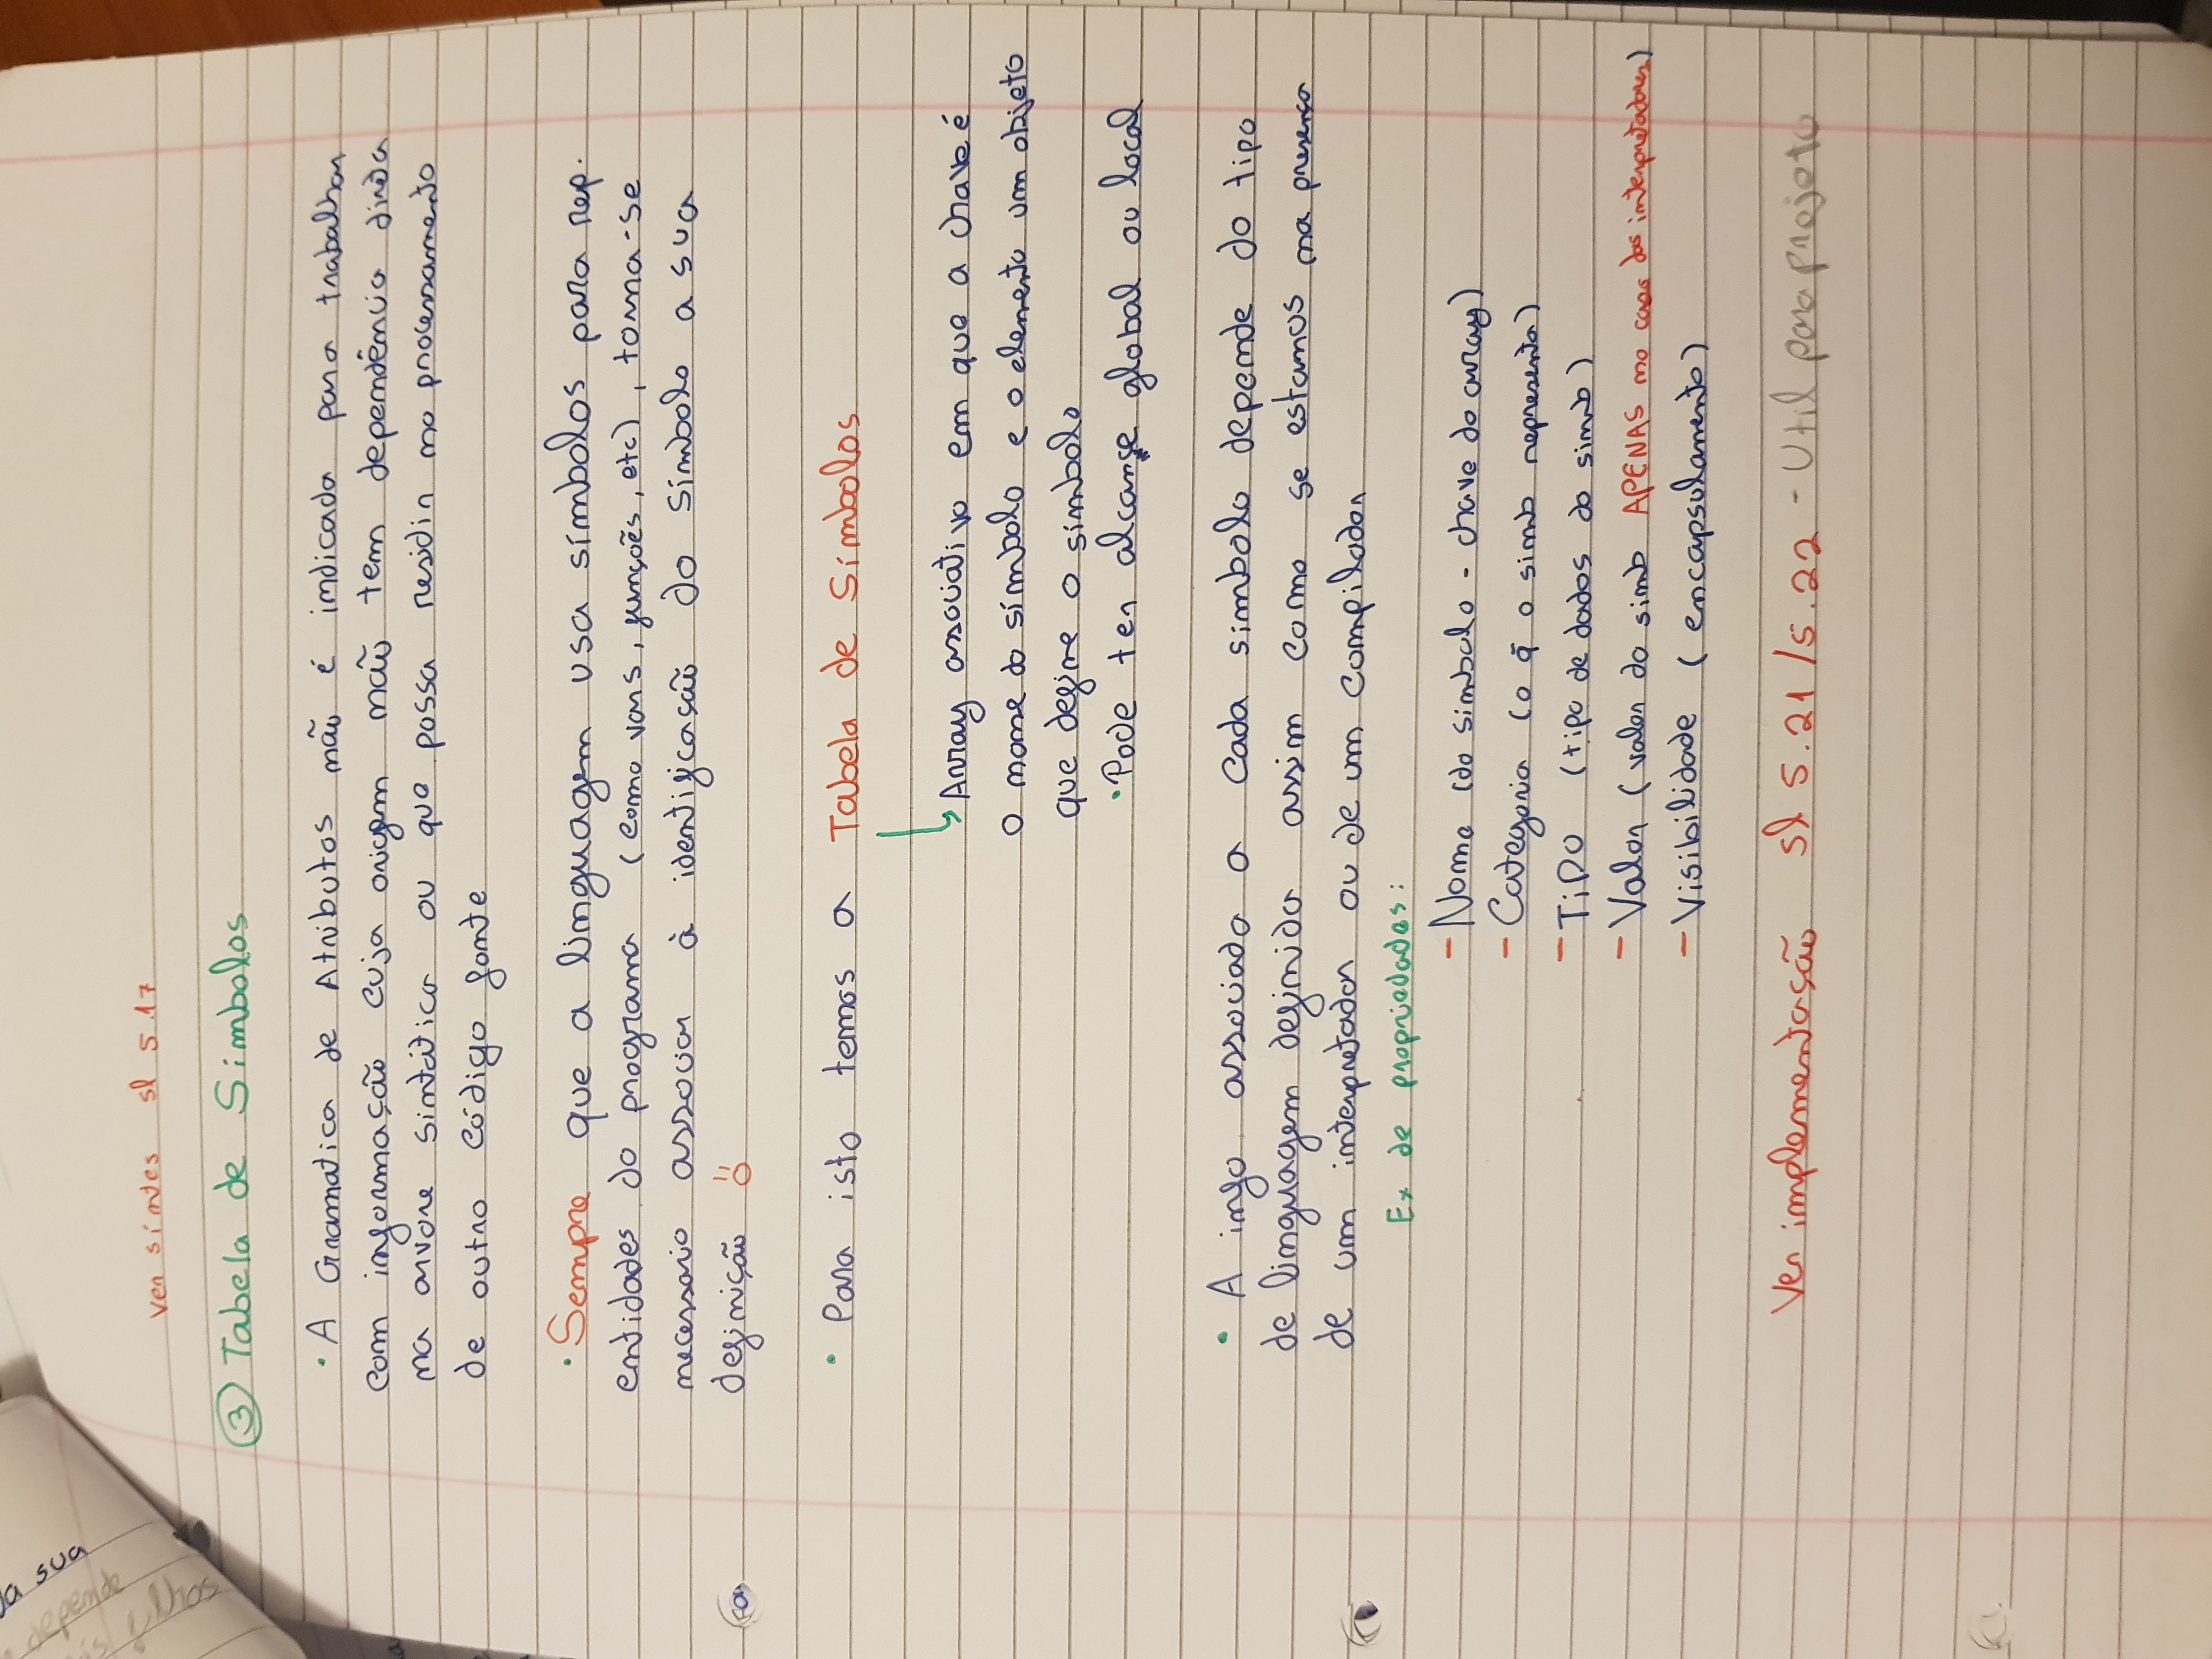 a sua
depende
filhos
Ver síntes sl 5.17
③ Tabela de Simbolos
· A Gramatica de Atributos não é indicada para trabalhar
com informação cuja origem não tem dependência direta
na arvore sintática ou que possa residir no processamento
de outro código fonte
· Sempre que a linguagem usa símbolos para rep.
entidades do programa (como vars, funções, etc), torna-se
necessario associar à identificação do símbolo a sua
definição
· Para isto temos a Tabela de Símbolos
↳ Array associativo em que a chave é
o nome do símbolo e o elemento um objeto
que define o simbolo
· Pode ter alcançe global ou local
· A info associada a cada simbolo depende do tipo
de linguagem definida assim como se estamos na presença
de um interpretador ou de um compilador
Ex de propriedades:
- Nome (do simbolo - chave do array)
- Categoria (o q̃ o simb representa)
- TiPO (tipo de dados do simb)
- Valor (valor do simb APENAS no caso dos interpretadores)
- Visibilidade (encapsulamento)
Ver implementação sl 5.21 /5.22 - Util para projeto